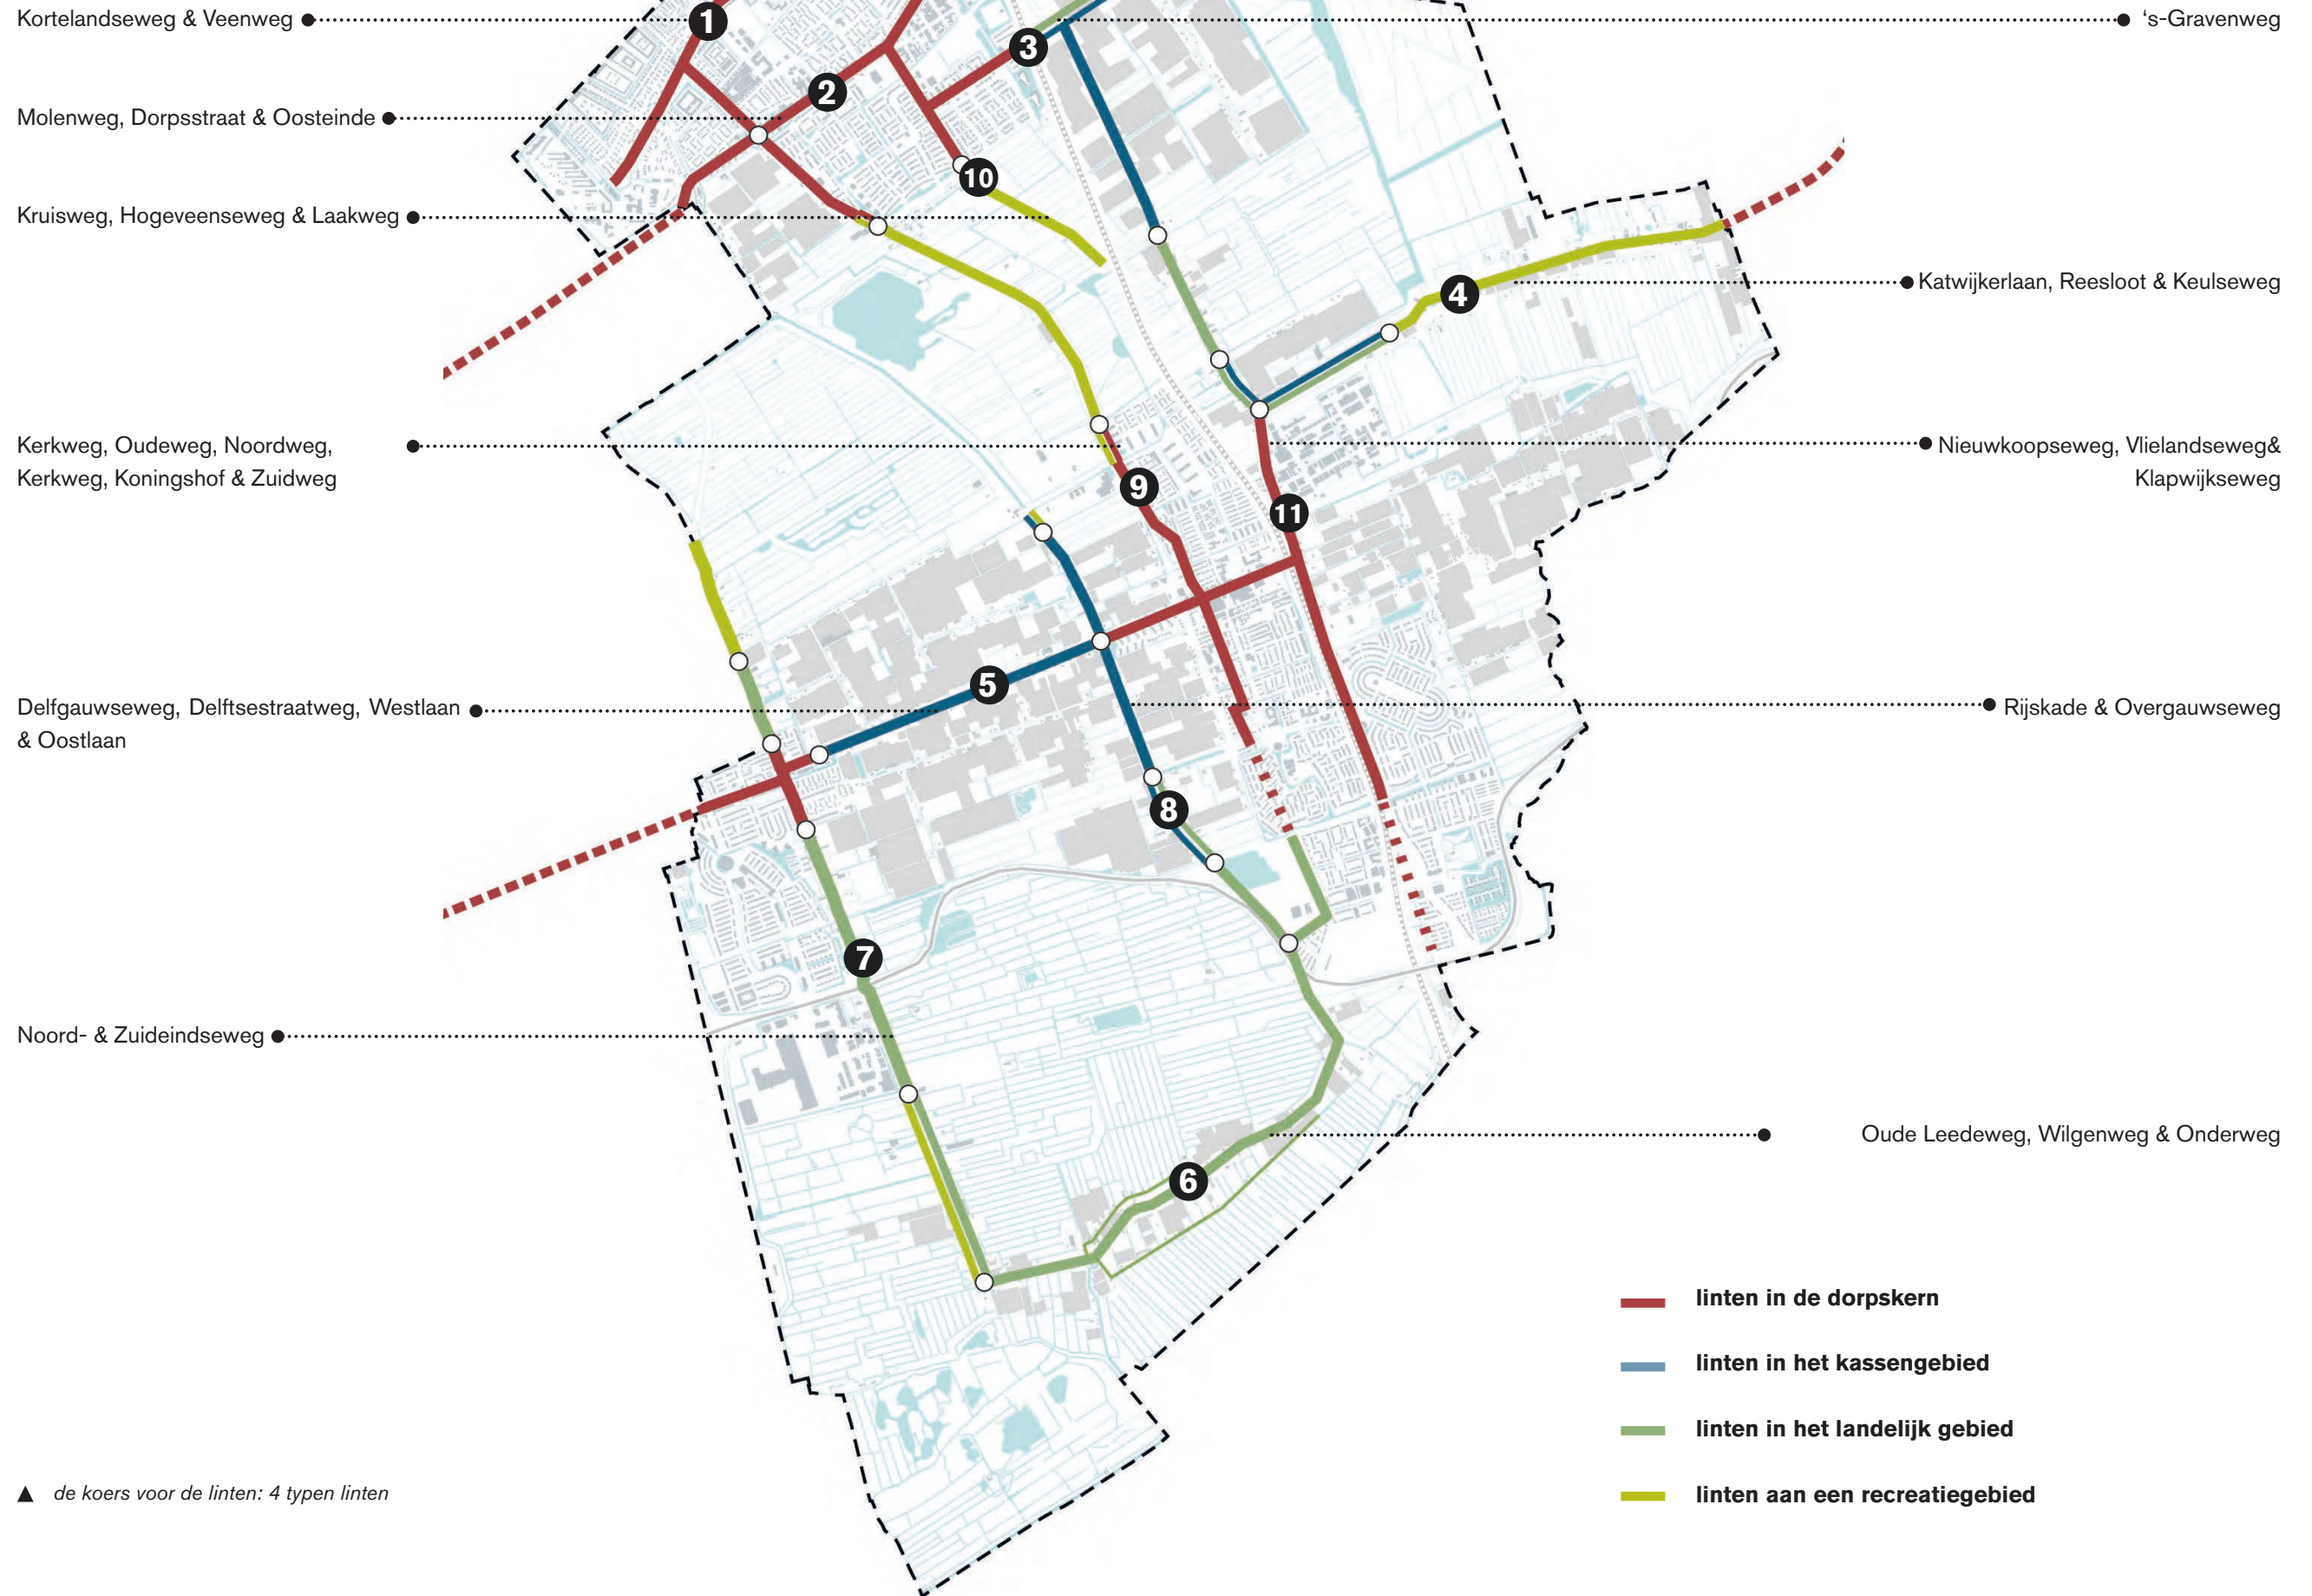 Kortelandseweg & Veenweg
1
‘s-Gravenweg
3
2
Molenweg, Dorpsstraat & Oosteinde
10
Kruisweg, Hogeveenseweg & Laakweg
Katwijkerlaan, Reesloot & Keulseweg
4
Kerkweg, Oudeweg, Noordweg,
Kerkweg, Koningshof & Zuidweg
Nieuwkoopseweg, Vlielandseweg&
Klapwijkseweg
9
11
5
Delfgauwseweg, Delftsestraatweg, Westlaan
& Oostlaan
Rijskade & Overgauwseweg
8
7
Noord- & Zuideindseweg
Oude Leedeweg, Wilgenweg & Onderweg
6
linten in de dorpskern
linten in het kassengebied
linten in het landelijk gebied
linten aan een recreatiegebied
▲ de koers voor de linten: 4 typen linten